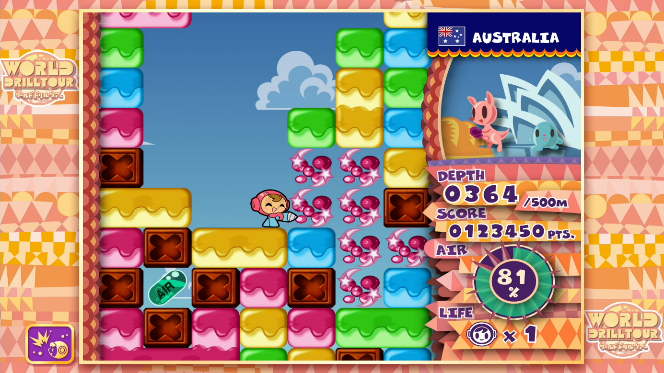 WORLD
DRILLTOUR
AUSTRALIA
DEPTH
0364/500m
SCORE
0123450 PTS.
AIR
81
%
LIFE
x 1
AIR
WORLD
DRILLTOUR